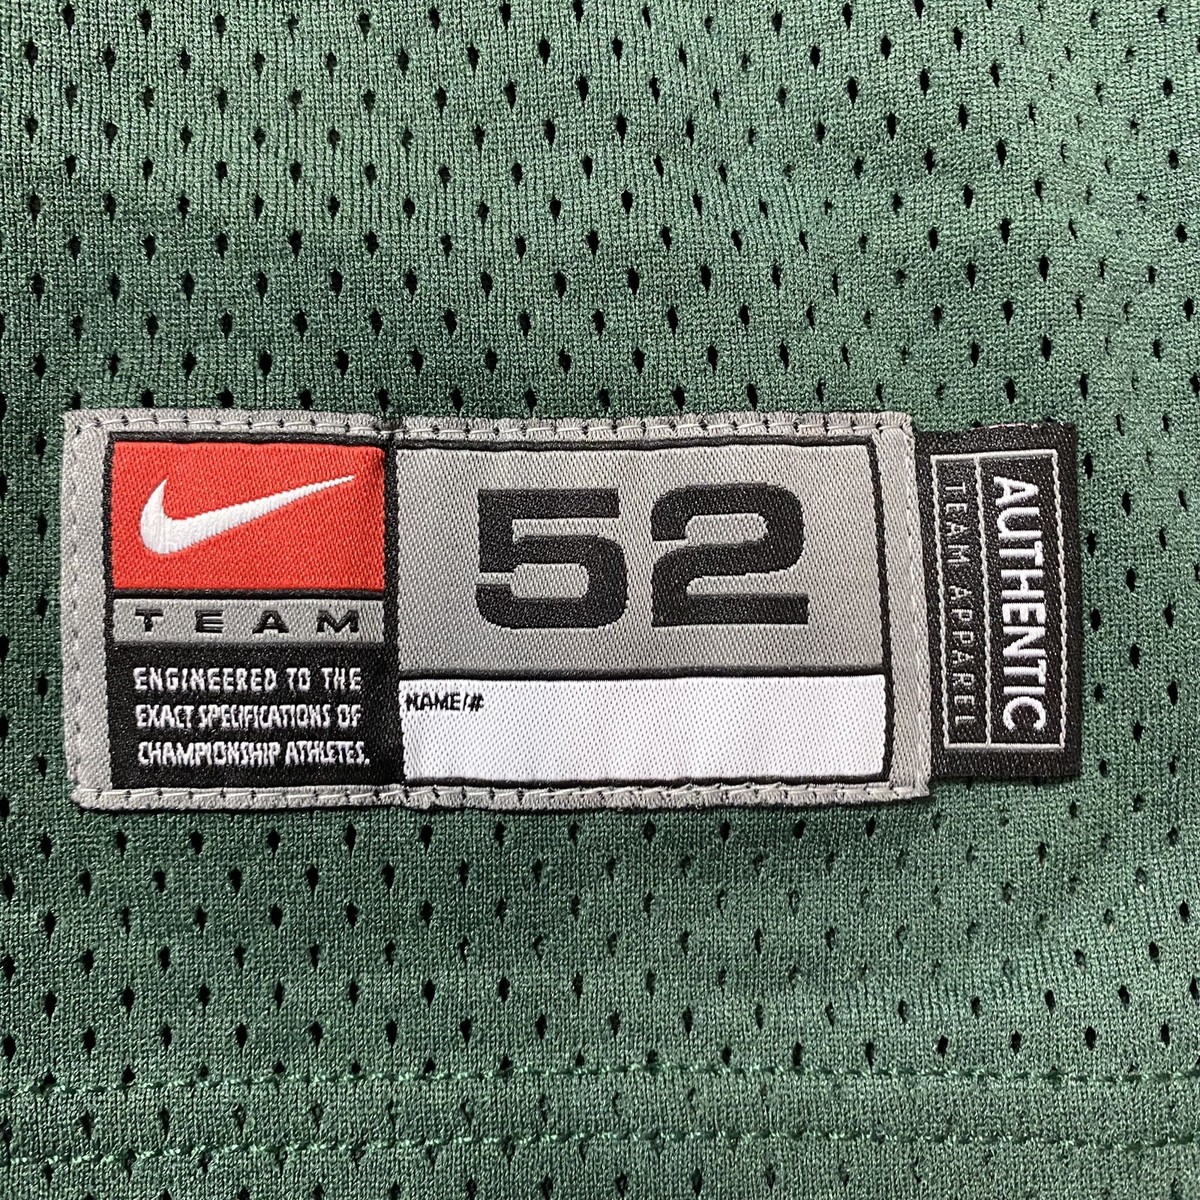 TEAM
ENGINEERED TO THE
EXACT SPECIFICATIONS OF
CHAMPIONSHIP ATHLETES.
52
NAME/#
AUTHENTIC
TEAM APPAREL